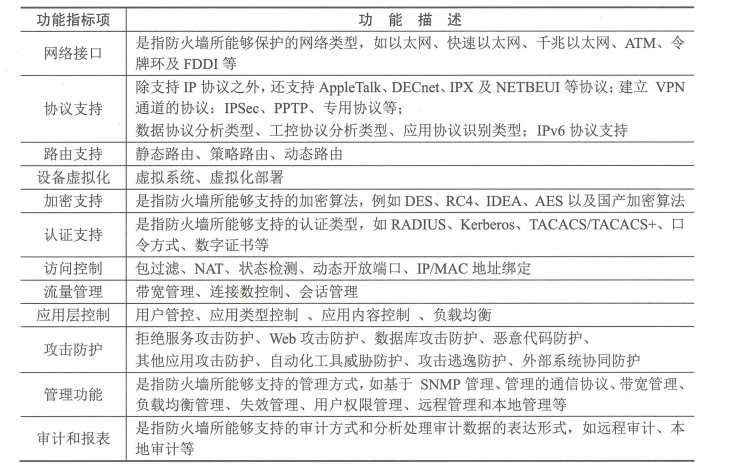 功能指标项 功 能 描 述
网络接口 是指防火墙所能够保护的网络类型，如以太网、快速以太网、千兆以太网、ATM、令
牌环及 FDDI 等
协议支持 除支持 IP 协议之外，还支持 AppleTalk、DECnet、IPX 及 NETBEUI 等协议；建立 VPN
通道的协议：IPSec、PPTP、专用协议等；
数据协议分析类型、工控协议分析类型、应用协议识别类型；IPv6 协议支持
路由支持 静态路由、策略路由、动态路由
设备虚拟化 虚拟系统、虚拟化部署
加密支持 是指防火墙所能够支持的加密算法，例如 DES、RC4、IDEA、AES 以及国产加密算法
认证支持 是指防火墙所能够支持的认证类型，如 RADIUS、Kerberos、TACACS/TACACS+、口
令方式、数字证书等
访问控制 包过滤、NAT、状态检测、动态开放端口、IP/MAC 地址绑定
流量管理 带宽管理、连接数控制、会话管理
应用层控制 用户管控、应用类型控制 、应用内容控制 、负载均衡
攻击防护 拒绝服务攻击防护、Web 攻击防护、数据库攻击防护、恶意代码防护、
其他应用攻击防护、自动化工具威胁防护、攻击逃逸防护、外部系统协同防护
管理功能 是指防火墙所能够支持的管理方式，如基于 SNMP 管理、管理的通信协议、带宽管理、
负载均衡管理、失效管理、用户权限管理、远程管理和本地管理等
审计和报表 是指防火墙所能够支持的审计方式和分析处理审计数据的表达形式，如远程审计、本
地审计等